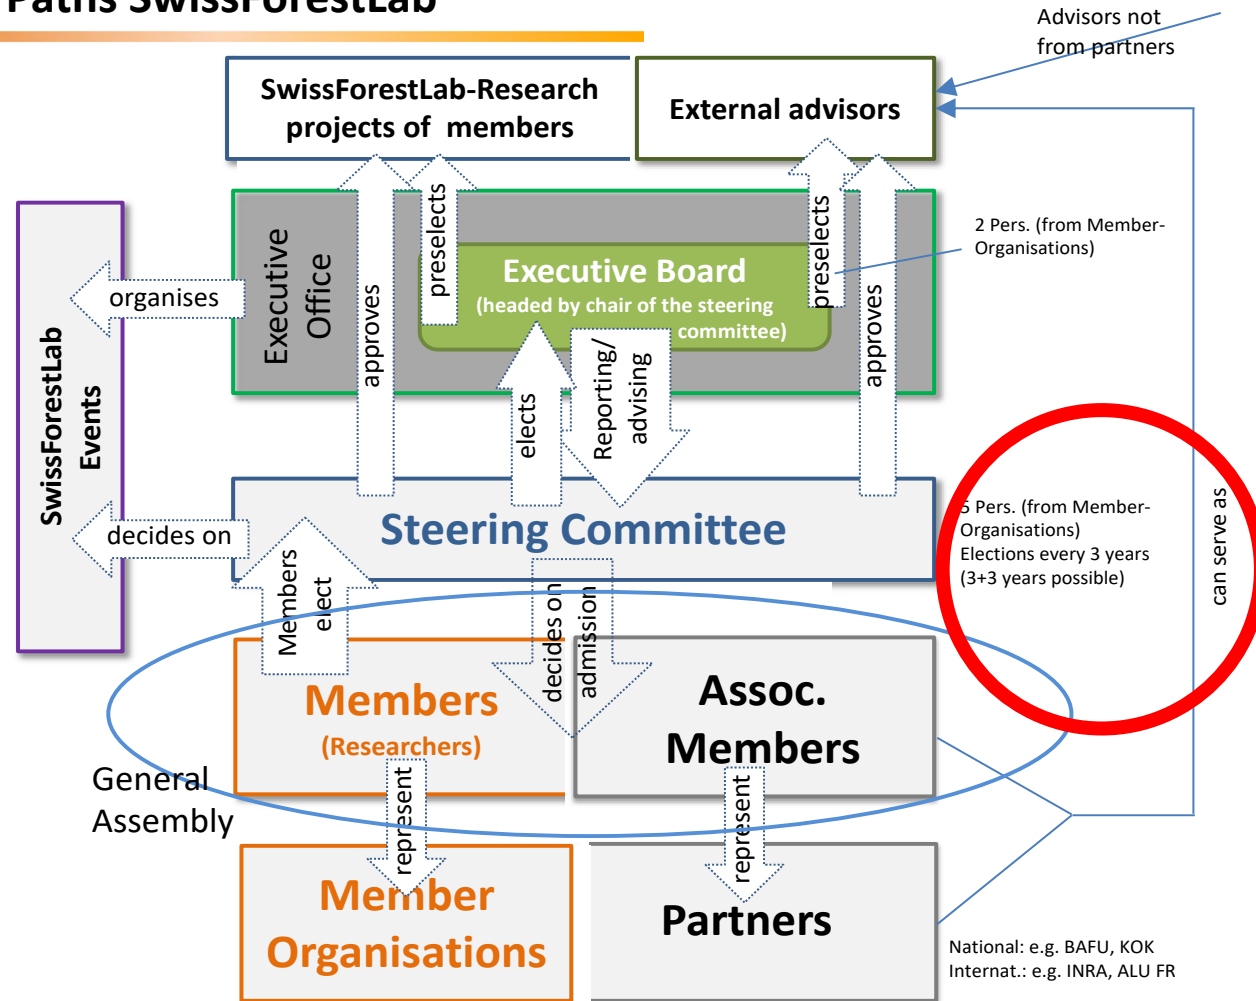 Paths SwissForestLab
Advisors not
from partners
SwissForestLab-Research
projects of members
External advisors
Executive
Office
organises
approves
preselects
Executive Board
(headed by chair of the steering
committee)
preselects
approves
2 Pers. (from Member-
Organisations)
SwissForestLab
Events
elects
Reporting/
advising
decides on
Steering Committee
5 Pers. (from Member-
Organisations)
Elections every 3 years
(3+3 years possible)
can serve as
Members
elect
decides on
admission
Members
(Researchers)
Assoc.
Members
General
Assembly
represent
represent
Member
Organisations
Partners
National: e.g. BAFU, KOK
Internat.: e.g. INRA, ALU FR